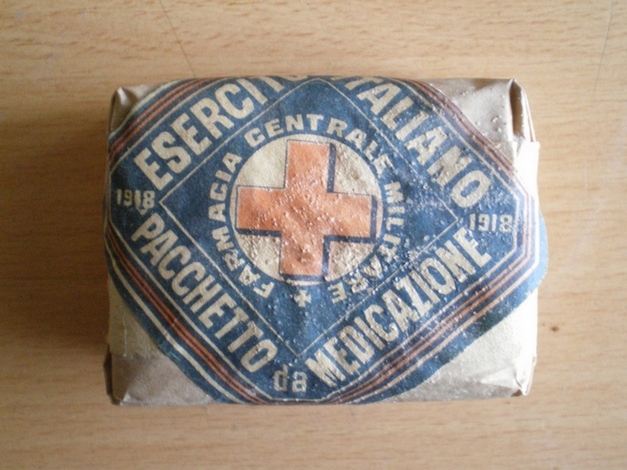 ESERCITO ITALIANO
FARMACIA CENTRALE MILITARE
1918
1918
PACCHETTO da MEDICAZIONE